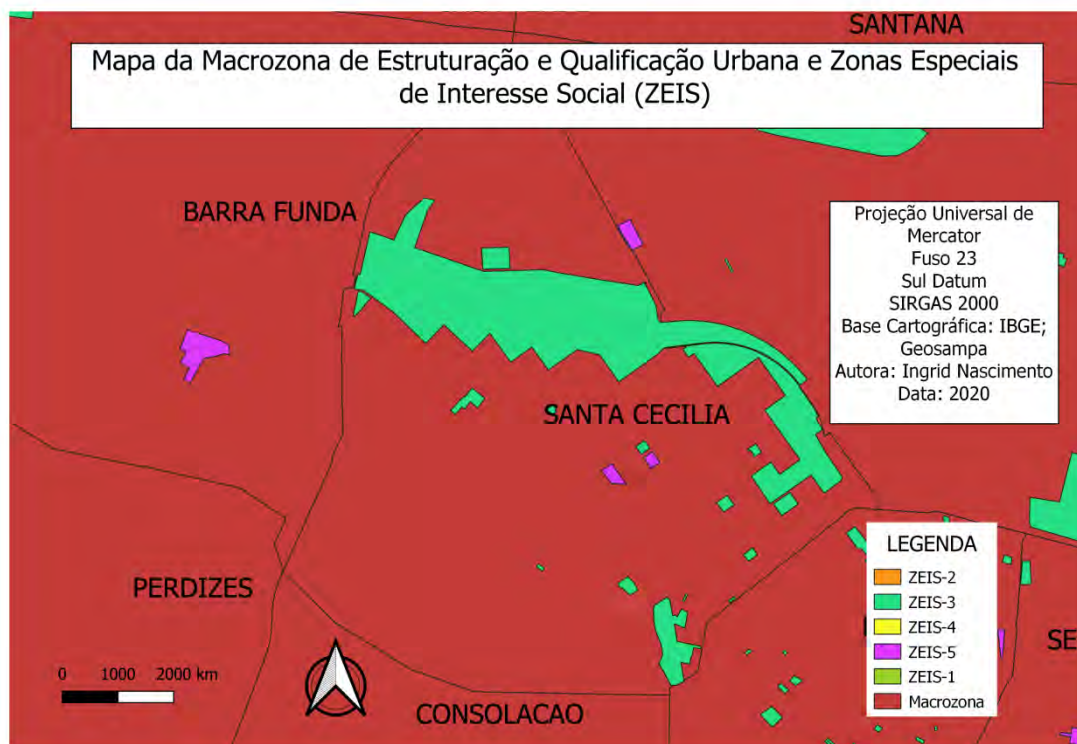 SANTANA
Mapa da Macrozona de Estruturação e Qualificação Urbana e Zonas Especiais
de Interesse Social (ZEIS)
BARRA FUNDA
Projeção Universal de
Mercator
Fuso 23
Sul Datum
SIRGAS 2000
Base Cartográfica: IBGE;
Geosampa
Autora: Ingrid Nascimento
Data: 2020
SANTA CECILIA
LEGENDA
ZEIS-2
ZEIS-3
ZEIS-4
ZEIS-5
ZEIS-1
Macrozona
PERDIZES
SE
0 1000 2000 km
CONSOLACAO